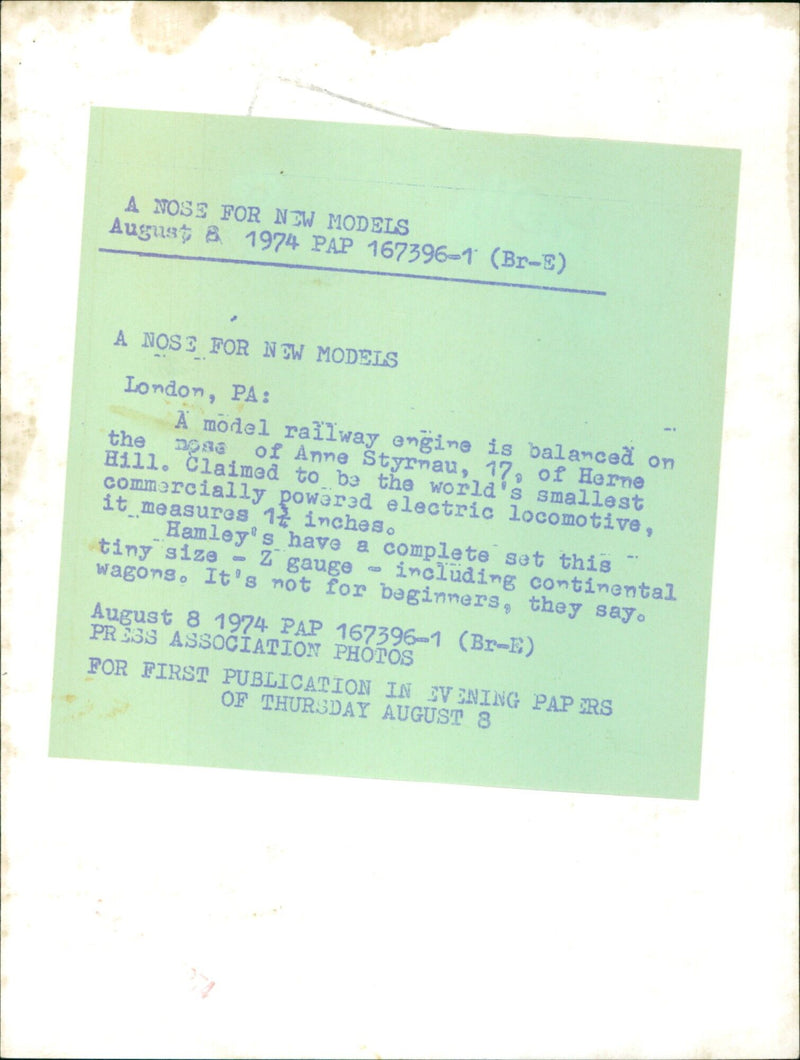 A NOSE FOR NEW MODELS
August 8 1974 PAP 167396-1 (Br-E)
A NOSE FOR NEW MODELS
London, PA:
A model railway engine is balanced on
the nose of Anne Styrnau, 17, of Herne
Hill. Claimed to be the world's smallest
commercially powered electric locomotive,
it measures 1¼ inches.
Hamley's have a complete set this
tiny size - Z gauge - including continental
wagons. It's not for beginners, they say.
August 8 1974 PAP 167396-1 (Br-E)
PRESS ASSOCIATION PHOTOS
FOR FIRST PUBLICATION IN EVENING PAPERS
OF THURSDAY AUGUST 8